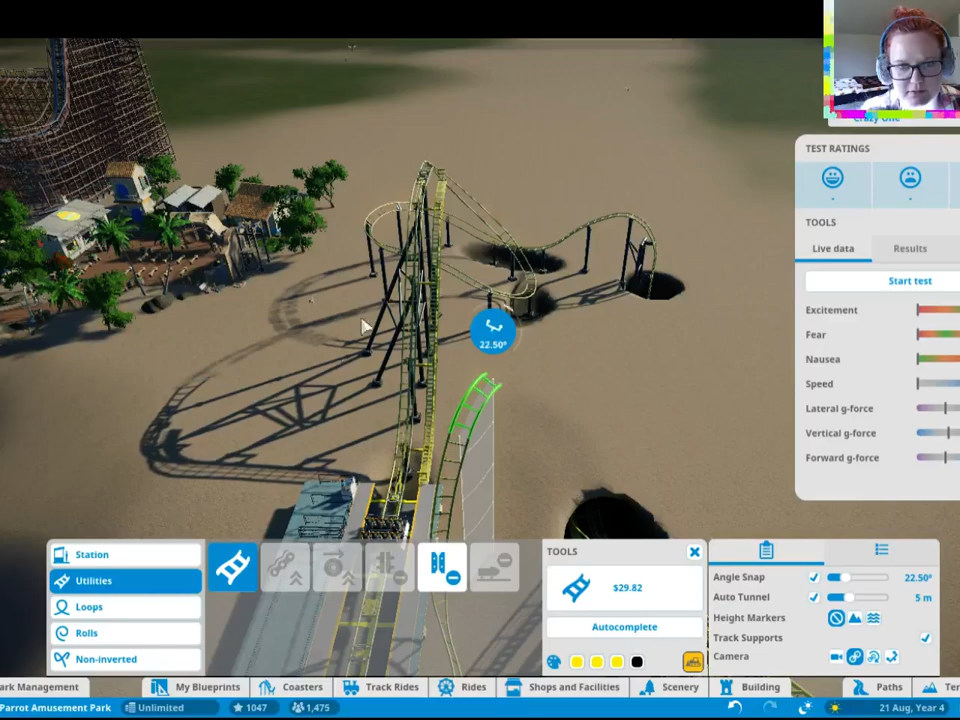 Crazy One
TEST RATINGS
TOOLS
Live data
Results
Start test
Excitement
Fear
Nausea
Speed
Lateral g-force
Vertical g-force
Forward g-force
22.50°
Station
Utilities
Loops
Rolls
Non-inverted
TOOLS
$29.82
Autocomplete
Angle Snap 22.50°
Auto Tunnel 5 m
Height Markers
Track Supports
Camera
ark Management My Blueprints Coasters Track Rides Rides Shops and Facilities Scenery Building Paths Ter
Parrot Amusement Park Unlimited 1047 1,475 21 Aug, Year 4